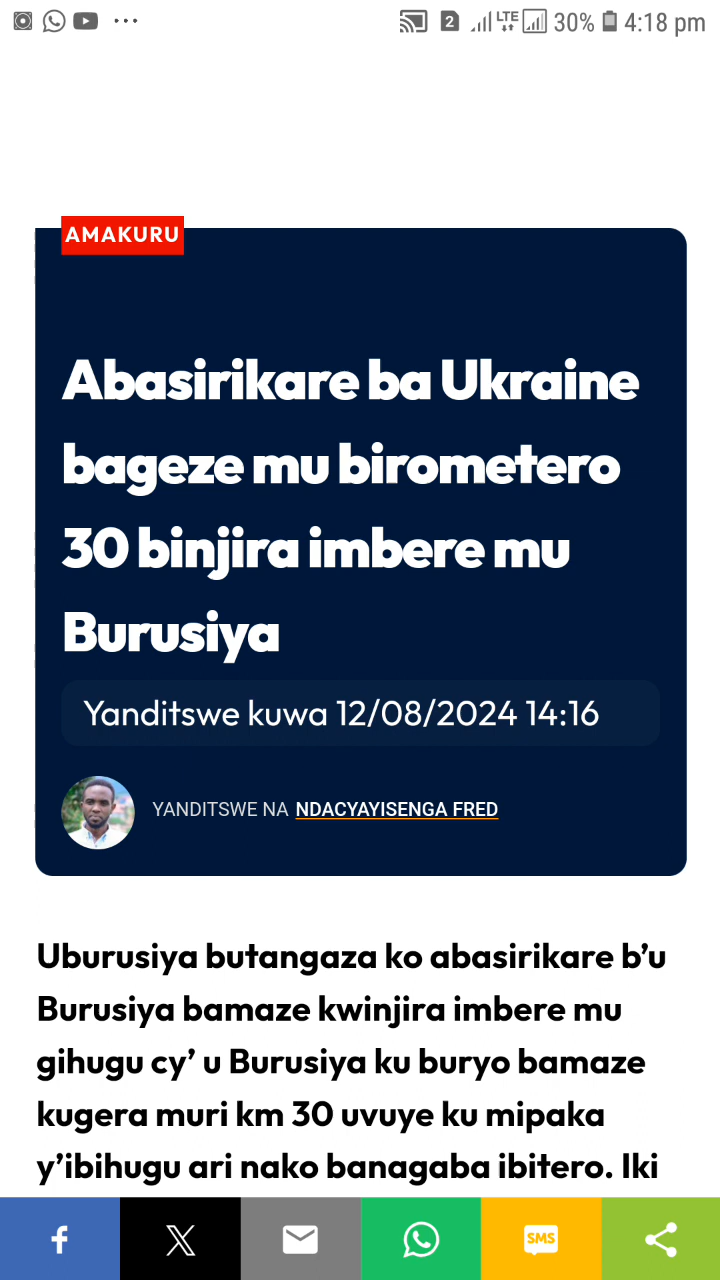 2 LTE 30% 4:18 pm
AMAKURU
Abasirikare ba Ukraine
bageze mu birometero
30 binjira imbere mu
Burusiya
Yanditswe kuwa 12/08/2024 14:16
YANDITSWE NA NDACYAYISENGA FRED
Uburusiya butangaza ko abasirikare b’u
Burusiya bamaze kwinjira imbere mu
gihugu cy’ u Burusiya ku buryo bamaze
kugera muri km 30 uvuye ku mipaka
y’ibihugu ari nako banagaba ibitero. Iki
SMS